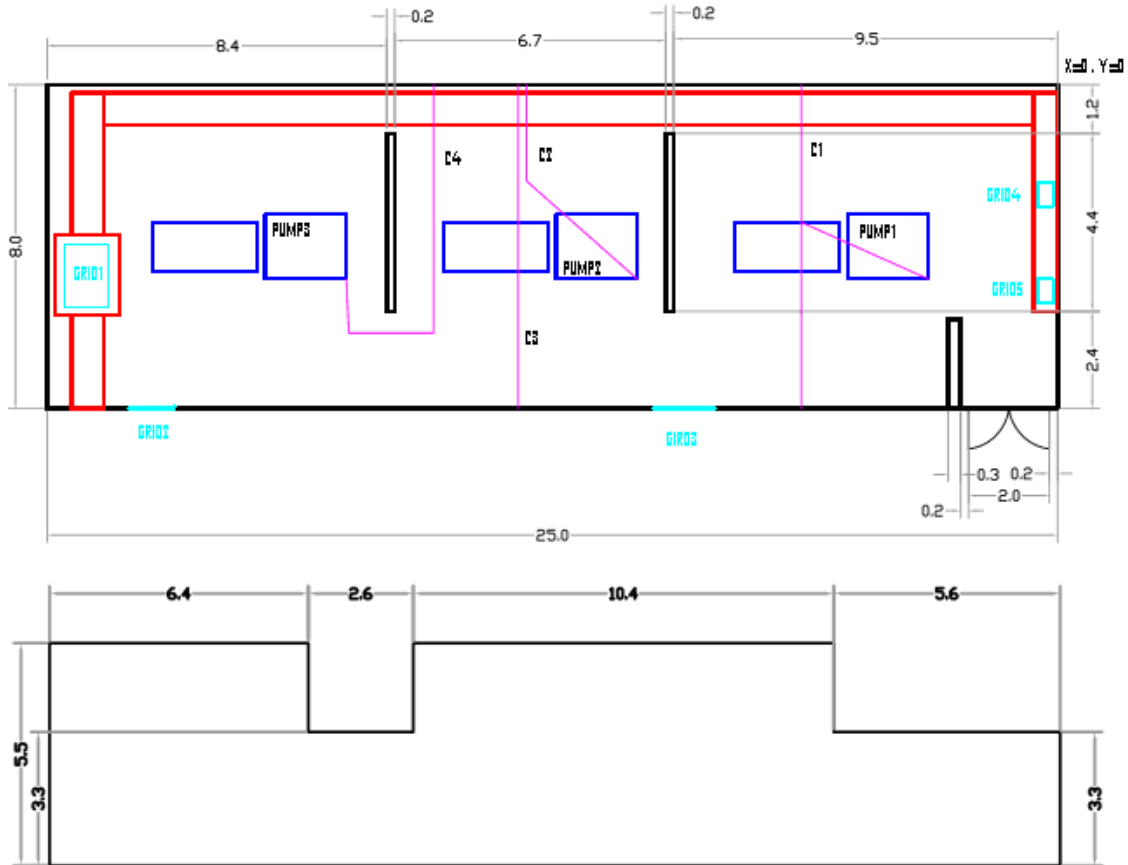 0.2 0.2
8.4 6.7 9.5
X=0 , Y=0
1.2
C4 C2 C1
GRID4
4.4
PUMP3 PUMP1
8.0
GRID1 PUMP2
GRID5
C3
2.4
GRID2 GIRD3
0.3 0.2
2.0
0.2
25.0
6.4 2.6 10.4 5.6
5.5
3.3 3.3